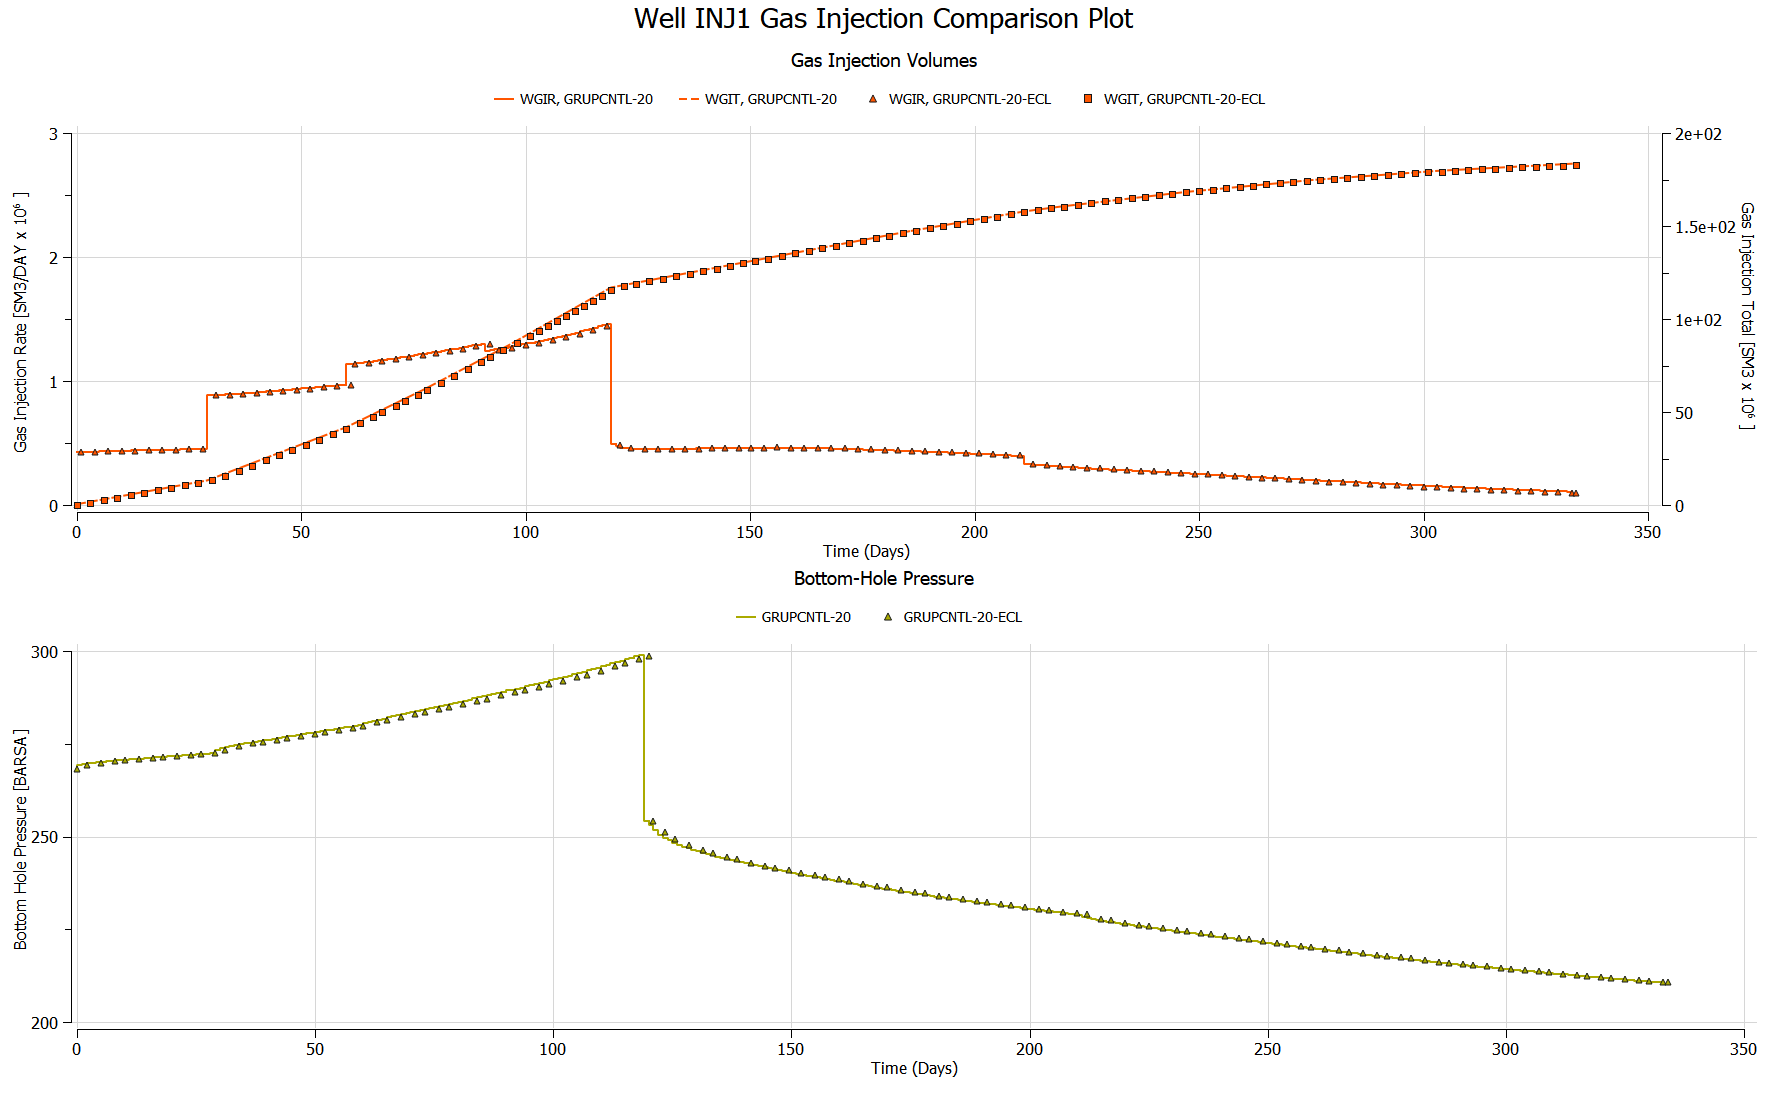 Well INJ1 Gas Injection Comparison Plot
Gas Injection Volumes
WGIR, GRUPCNTL-20 WGIT, GRUPCNTL-20 WGIR, GRUPCNTL-20-ECL WGIT, GRUPCNTL-20-ECL
Gas Injection Rate [SM3/DAY x 10⁶ ]
3
2
1
0
2e+02
1.5e+02
1e+02
50
0
Gas Injection Total [SM3 x 10⁶ ]
0 50 100 150 200 250 300 350
Time (Days)
Bottom-Hole Pressure
GRUPCNTL-20 GRUPCNTL-20-ECL
Bottom Hole Pressure [BARSA]
300
250
200
0 50 100 150 200 250 300 350
Time (Days)